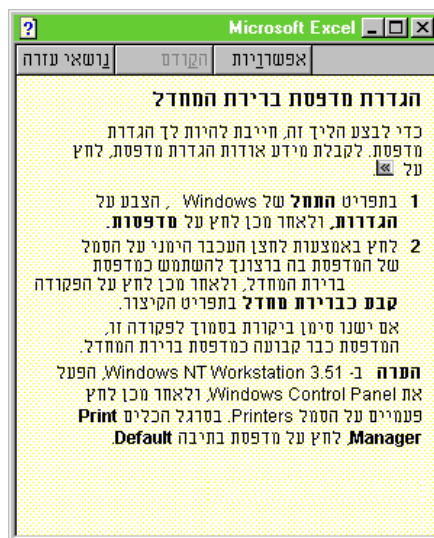 Microsoft Excel
נושאי עזרה הקודם אפשרויות
הגדרת מדפסת ברירת המחדל
כדי לבצע הליך זה, חייבת להיות לך הגדרת
מדפסת. לקבלת מידע אודות הגדרת מדפסת, לחץ
על
1 בתפריט התחל של Windows , הצבע על
הגדרות, ולאחר מכן לחץ על מדפסות.
2 לחץ באמצעות לחצן העכבר הימני על הסמל
של המדפסת בה ברצונך להשתמש כמדפסת
ברירת המחדל, ולאחר מכן לחץ על הפקודה
קבע כברירת מחדל בתפריט הקיצור.
אם ישנו סימן ביקורת בסמוך לפקודה זו,
המדפסת כבר קבועה כמדפסת ברירת המחדל.
הערה ב- Windows NT Workstation 3.51, הפעל
את Windows Control Panel, ולאחר מכן לחץ
פעמיים על הסמל Printers. בסרגל הכלים Print
Manager, לחץ על מדפסת בתיבה Default.